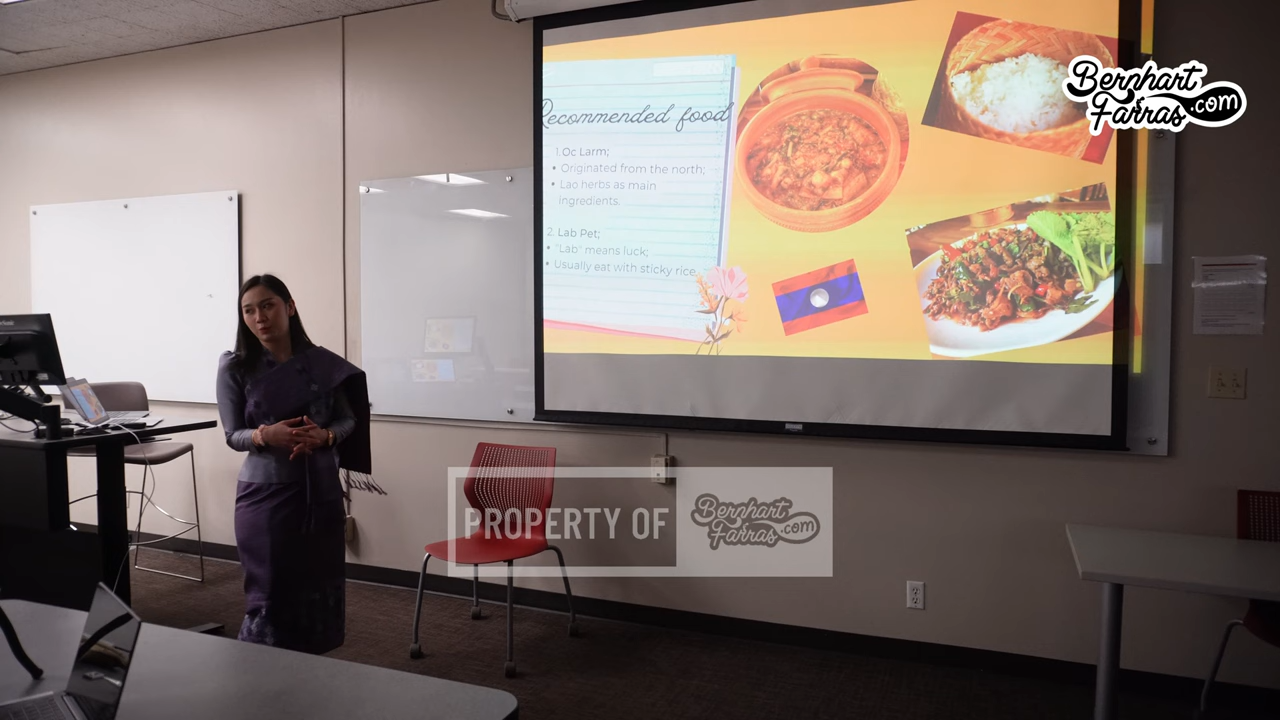 Recommended food
1. Oc Larm;
• Originated from the north;
• Lao herbs as main
ingredients.
2. Lab Pet;
• "Lab" means luck;
• Usually eat with sticky rice.
Bernhart
Farras.com
PROPERTY OF
Bernhart
Farras.com